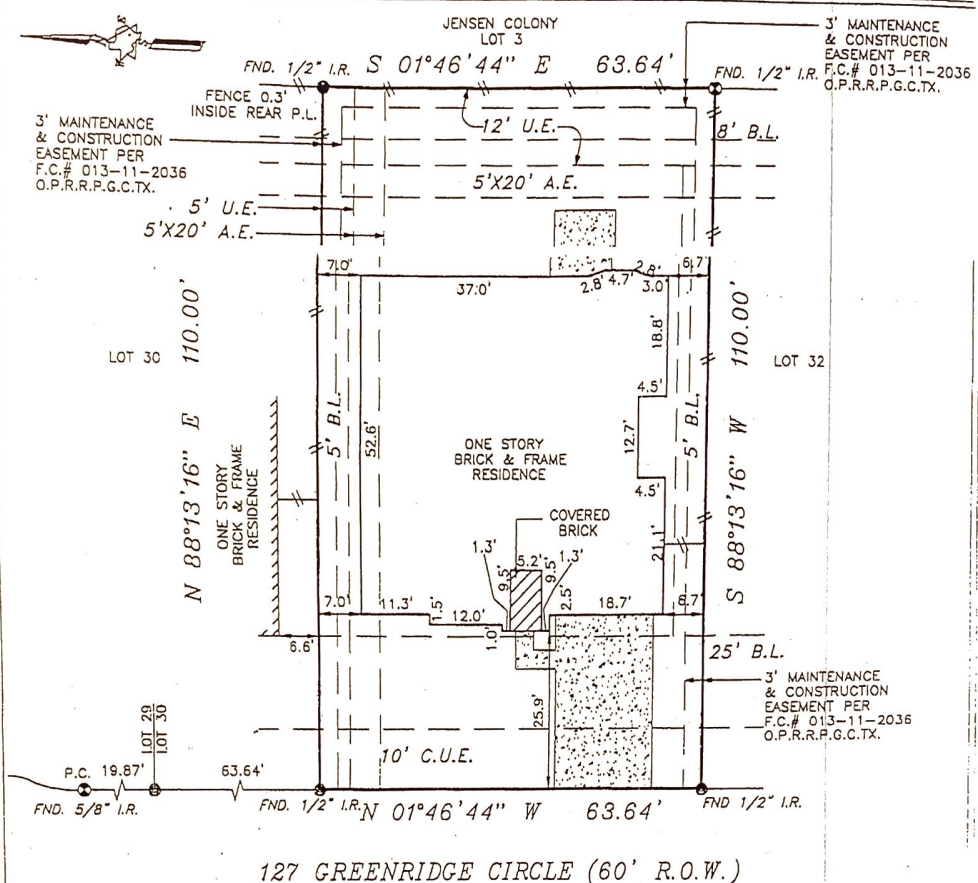 JENSEN COLONY
LOT 3
3' MAINTENANCE
& CONSTRUCTION
EASEMENT PER
F.C.# 013-11-2036
O.P.R.R.P.G.C.TX.
FND. 1/2" I.R.
S 01°46'44" E 63.64'
FND. 1/2" I.R.
FENCE 0.3'
INSIDE REAR P.L.
3' MAINTENANCE
& CONSTRUCTION
EASEMENT PER
F.C.# 013-11-2036
O.P.R.R.P.G.C.TX.
12' U.E.
8' B.L.
5'X20' A.E.
5' U.E.
5'X20' A.E.
7.0'
37.0'
2.8'
4.7'
2.8'
3.0'
6.7'
LOT 30
N 88°13'16" E 110.00'
5' B.L.
52.6'
18.8'
4.5'
12.7'
4.5'
21.1'
5' B.L.
S 88°13'16" W 110.00'
LOT 32
ONE STORY
BRICK & FRAME
RESIDENCE
ONE STORY
BRICK & FRAME
RESIDENCE
COVERED
BRICK
1.3'
5.2'
1.3'
9.5'
9.5'
7.0'
11.3'
1.5'
12.0'
1.0'
2.5'
18.7'
6.7'
6.6'
25' B.L.
3' MAINTENANCE
& CONSTRUCTION
EASEMENT PER
F.C.# 013-11-2036
O.P.R.R.P.G.C.TX.
25.9'
10' C.U.E.
LOT 29
LOT 30
P.C.
19.87'
63.64'
FND. 5/8" I.R.
FND. 1/2" I.R.
N 01°46'44" W 63.64'
FND 1/2" I.R.
127 GREENRIDGE CIRCLE (60' R.O.W.)